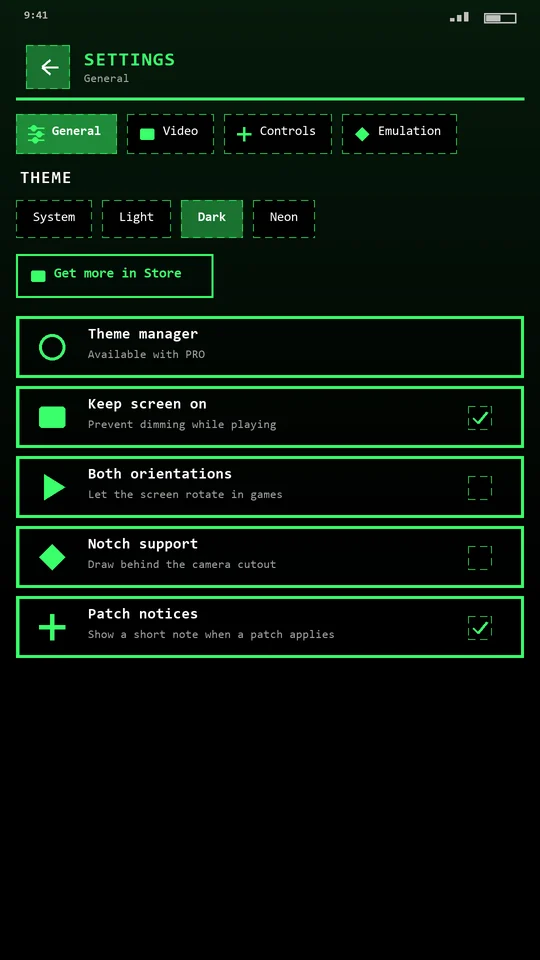 9:41
SETTINGS
General
General
Video
Controls
Emulation
THEME
System
Light
Dark
Neon
Get more in Store
Theme manager
Available with PRO
Keep screen on
Prevent dimming while playing
Both orientations
Let the screen rotate in games
Notch support
Draw behind the camera cutout
Patch notices
Show a short note when a patch applies